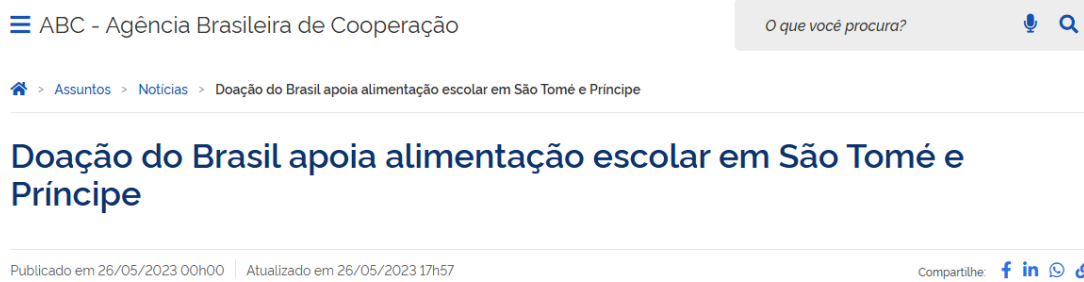 ABC - Agência Brasileira de Cooperação
O que você procura?
Assuntos > Notícias > Doação do Brasil apoia alimentação escolar em São Tomé e Príncipe
Doação do Brasil apoia alimentação escolar em São Tomé e
Príncipe
Publicado em 26/05/2023 00h00 Atualizado em 26/05/2023 17h57
Compartilhe: